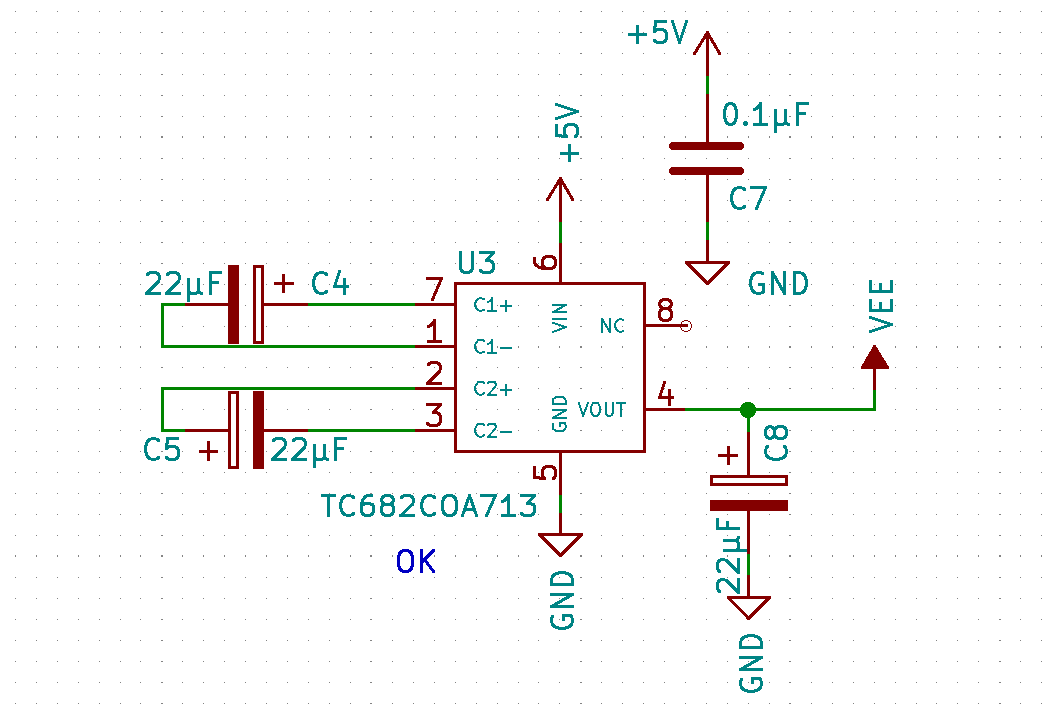 +5V
0.1µF
C7
GND
+5V
U3
6
22µF + C4
7
C1+
1
C1-
2
C2+
3
C2-
VIN
NC
8
GND
VOUT
4
VEE
C5 + 22µF
5
TC682COA713
OK
GND
+
C8
22µF
GND